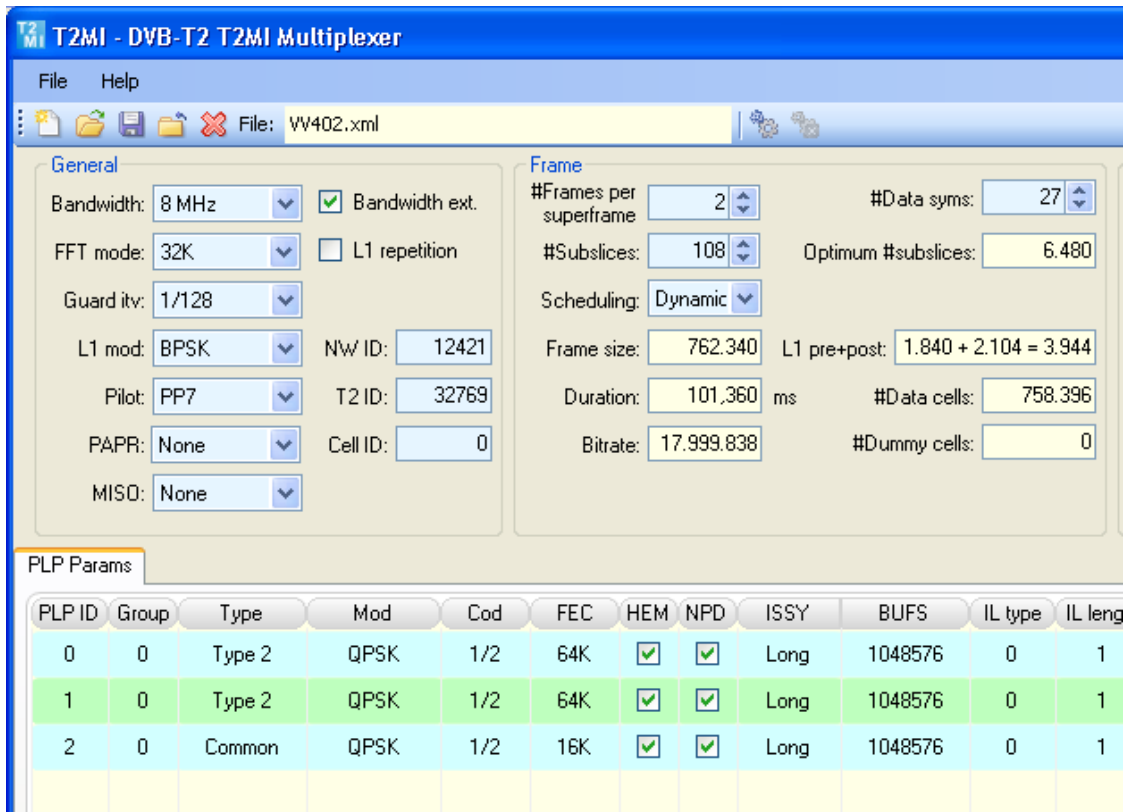 T2MI - DVB-T2 T2MI Multiplexer
File Help
File: VV402.xml
General
Bandwidth: 8 MHz Bandwidth ext.
FFT mode: 32K L1 repetition
Guard itv: 1/128
L1 mod: BPSK NW ID: 12421
Pilot: PP7 T2 ID: 32769
PAPR: None Cell ID: 0
MISO: None
Frame
#Frames per superframe 2 #Data syms: 27
#Subslices: 108 Optimum #subslices: 6.480
Scheduling: Dynamic
Frame size: 762.340 L1 pre+post: 1.840 + 2.104 = 3.944
Duration: 101,360 ms #Data cells: 758.396
Bitrate: 17.999.838 #Dummy cells: 0
PLP Params
PLP ID Group Type Mod Cod FEC HEM NPD ISSY BUFS IL type IL leng
0 0 Type 2 QPSK 1/2 64K Long 1048576 0 1
1 0 Type 2 QPSK 1/2 64K Long 1048576 0 1
2 0 Common QPSK 1/2 16K Long 1048576 0 1